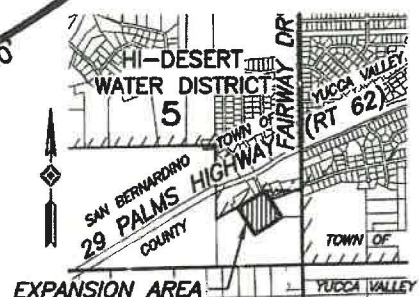 HI-DESERT
WATER DISTRICT
5
TOWN OF
FAIRWAY DR
YUCCA VALLEY
(RT 62)
SAN BERNARDINO
29 PALMS HIGHWAY
COUNTY
TOWN OF
EXPANSION AREA
YUCCA VALLEY